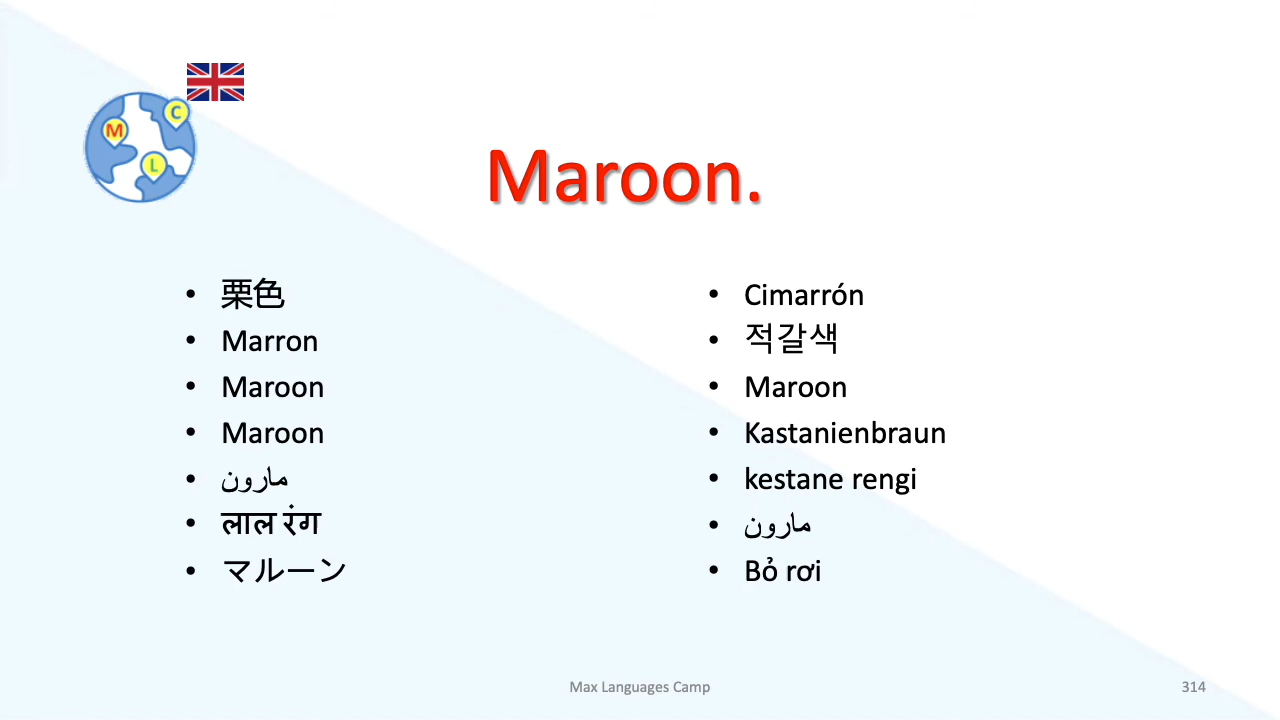 C
M
L
Maroon.
• 栗色
• Marron
• Maroon
• Maroon
• مارون
• लाल रंग
• マルーン
• Cimarrón
• 적갈색
• Maroon
• Kastanienbraun
• kestane rengi
• مارون
• Bỏ rơi
Max Languages Camp
314